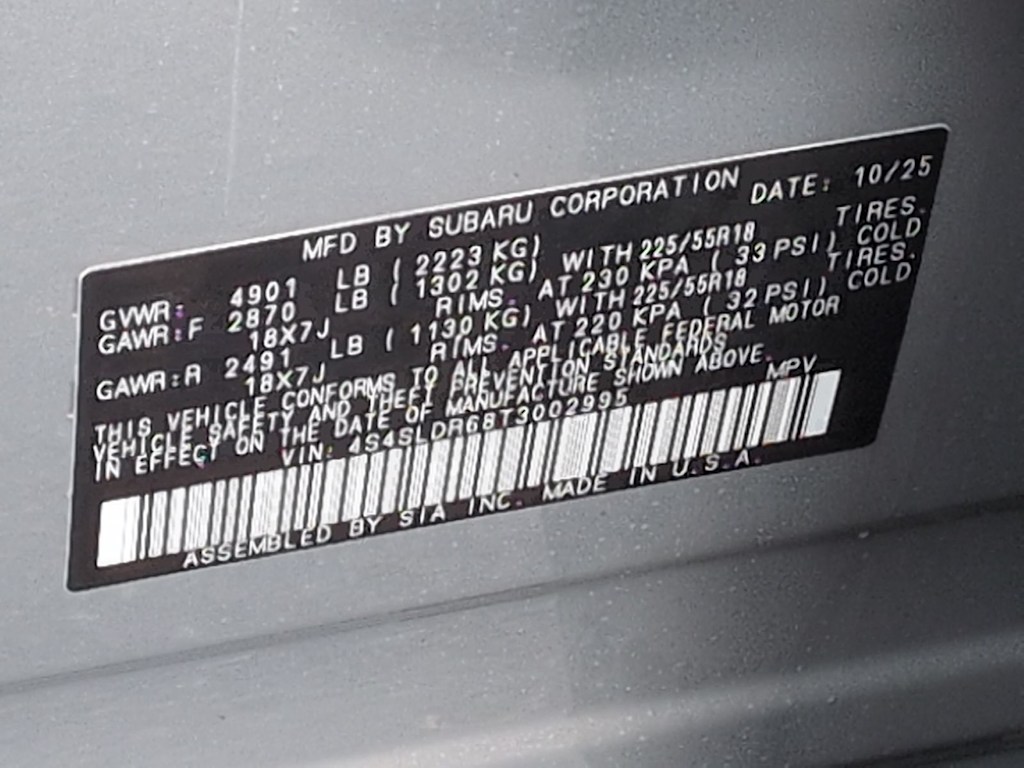 MFD BY SUBARU CORPORATION DATE: 10/25
GVWR: 4901 LB ( 2223 KG)
GAWR:F 2870 LB ( 1302 KG) WITH 225/55R18 TIRES.
18X7J RIMS. AT 230 KPA ( 33 PSI) COLD
GAWR:R 2491 LB ( 1130 KG) WITH 225/55R18 TIRES.
18X7J RIMS. AT 220 KPA ( 32 PSI) COLD
THIS VEHICLE CONFORMS TO ALL APPLICABLE FEDERAL MOTOR
VEHICLE SAFETY AND THEFT PREVENTION STANDARDS
IN EFFECT ON THE DATE OF MANUFACTURE SHOWN ABOVE.
VIN: 4S4SLDR68T3002995 MPV
ASSEMBLED BY SIA INC. MADE IN U.S.A.